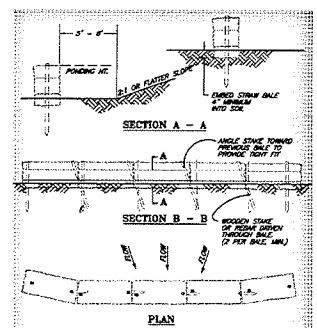 5' - 6'
PONDING HT.
2:1 OR FLATTER SLOPE
EMBED STRAW BALE
4" MINIMUM
INTO SOIL
SECTION A - A
ANGLE STAKE TOWARD
PREVIOUS BALE TO
PROVIDE TIGHT FIT
A
A
SECTION B - B
WOODEN STAKE
OR REBAR DRIVEN
THROUGH BALE.
(2 PER BALE, MIN.)
FLOW
FLOW
FLOW
PLAN